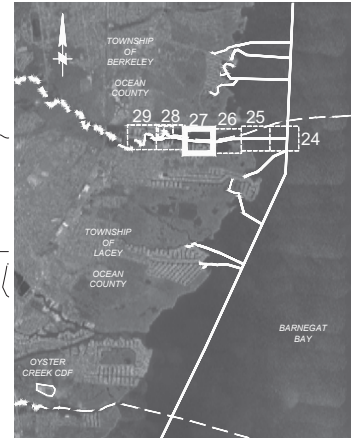 TOWNSHIP
OF
BERKELEY
OCEAN
COUNTY
29
28
27
26
25
24
TOWNSHIP
OF
LACEY
OCEAN
COUNTY
BARNEGAT
BAY
OYSTER
CREEK CDF